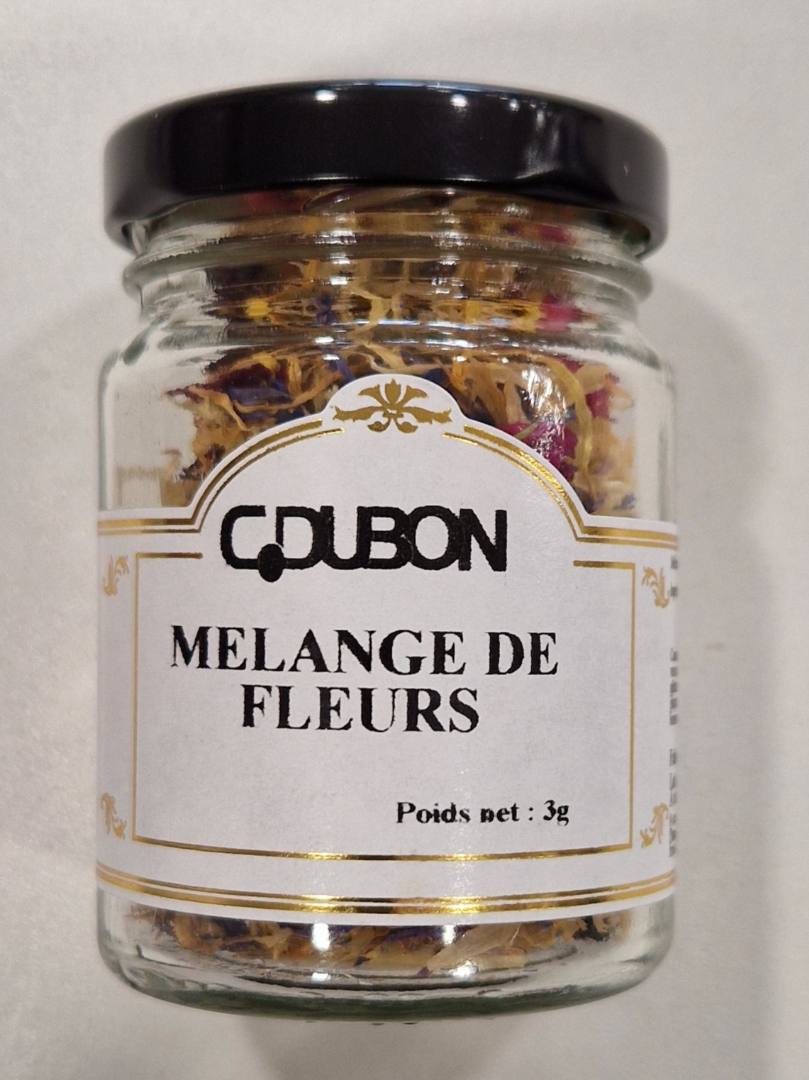 C.DUBON
MELANGE DE
FLEURS
Poids net : 3g